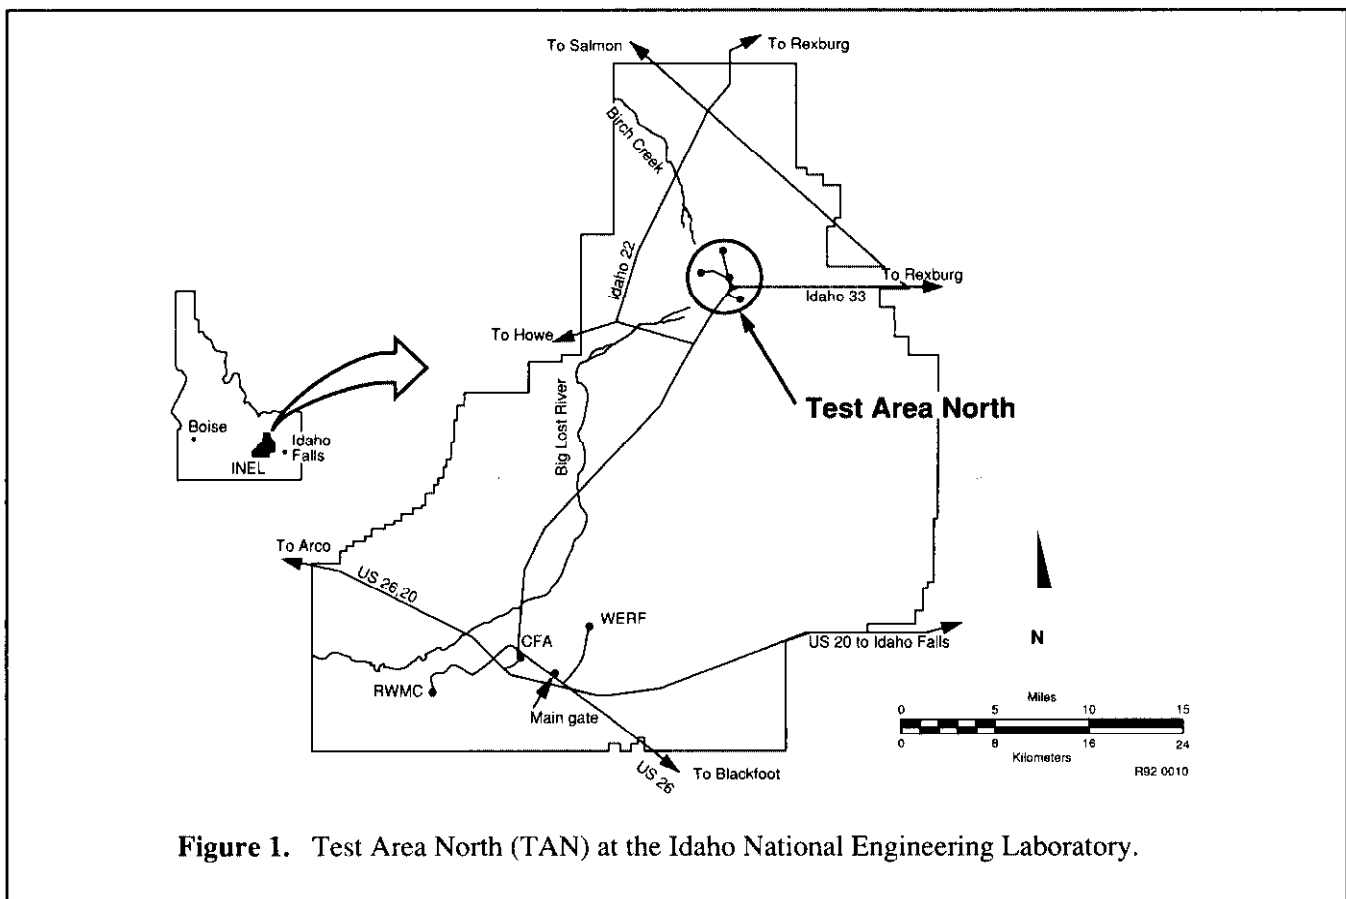 To Salmon
To Rexburg
Birch Creek
Idaho 22
To Rexburg
Idaho 33
To Howe
Test Area North
Big Lost River
Boise
Idaho
Falls
INEL
To Arco
US 26,20
WERF
CFA
US 20 to Idaho Falls
N
RWMC
Main gate
Miles
0 5 10 15
0 8 16 24
Kilometers
R92 0010
US 26
To Blackfoot
Figure 1. Test Area North (TAN) at the Idaho National Engineering Laboratory.